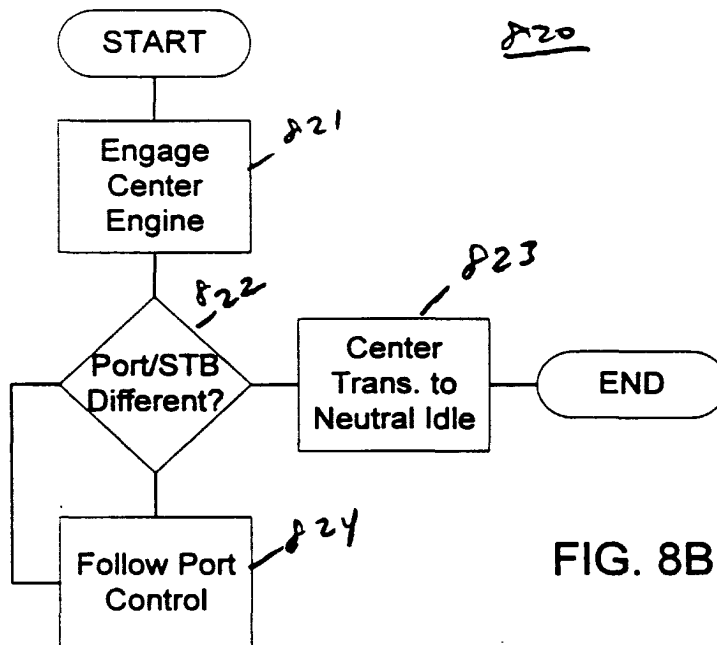 START
820
Engage
Center
Engine
821
822
Port/STB
Different?
823
Center
Trans. to
Neutral Idle
END
Follow Port
Control
824
FIG. 8B